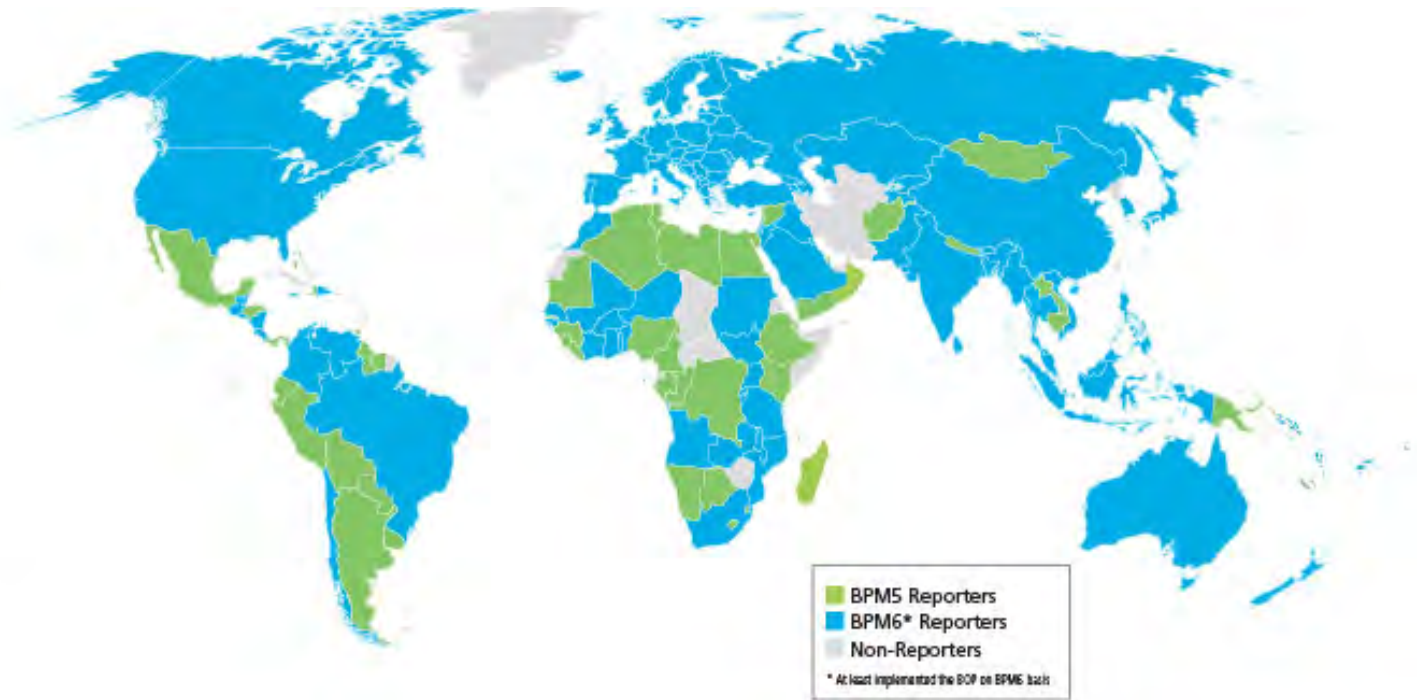 BPM5 Reporters
BPM6* Reporters
Non-Reporters
* At least implemented the BOP on BPM6 basis